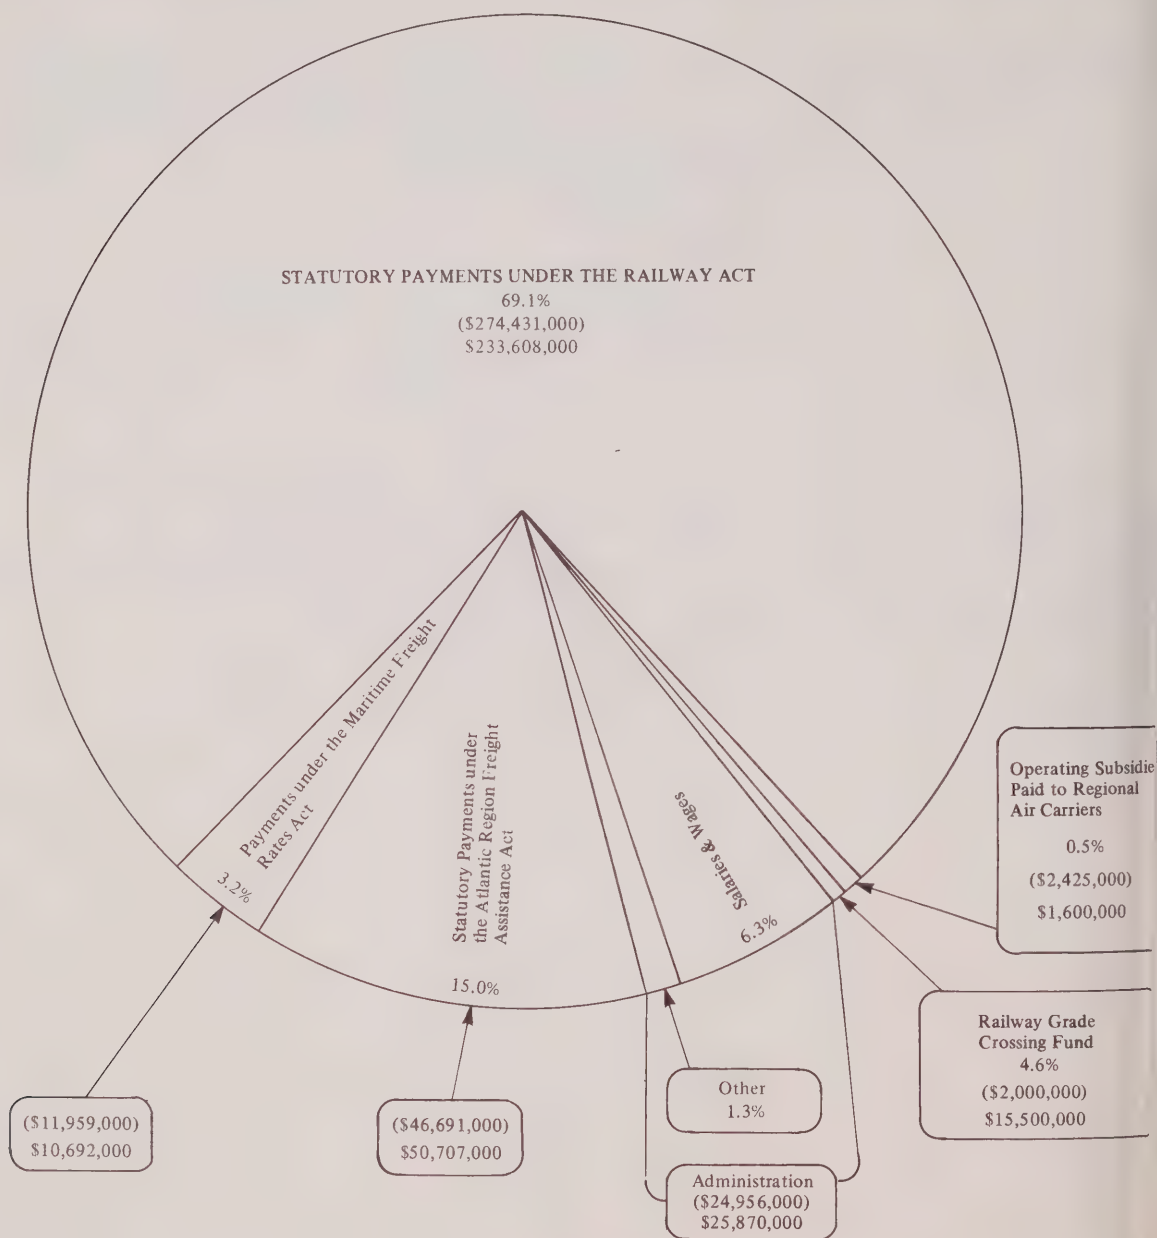 STATUTORY PAYMENTS UNDER THE RAILWAY ACT
69.1%
($274,431,000)
$233,608,000
Payments under the Maritime Freight
Rates Act
3.2%
Statutory Payments under
the Atlantic Region Freight
Assistance Act
15.0%
Salaries & Wages
6.3%
Operating Subsidie
Paid to Regional
Air Carriers
0.5%
($2,425,000)
$1,600,000
Railway Grade
Crossing Fund
4.6%
($2,000,000)
$15,500,000
Other
1.3%
($11,959,000)
$10,692,000
($46,691,000)
$50,707,000
Administration
($24,956,000)
$25,870,000